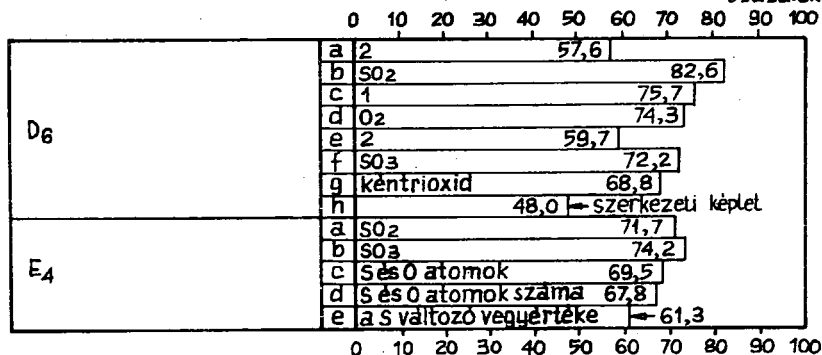 0 10 20 30 40 50 60 70 80 90 100
D6
a 2 57,6
b SO2 82,6
c 1 75,7
d O2 74,3
e 2 59,7
f SO3 72,2
g kéntrioxid 68,8
h 48,0 ← szerkezeti képlet
E4
a SO2 71,7
b SO3 74,2
c S és O atomok 69,5
d S és O atomok száma 67,8
e a S változó vegyértéke ← 61,3
0 10 20 30 40 50 60 70 80 90 100